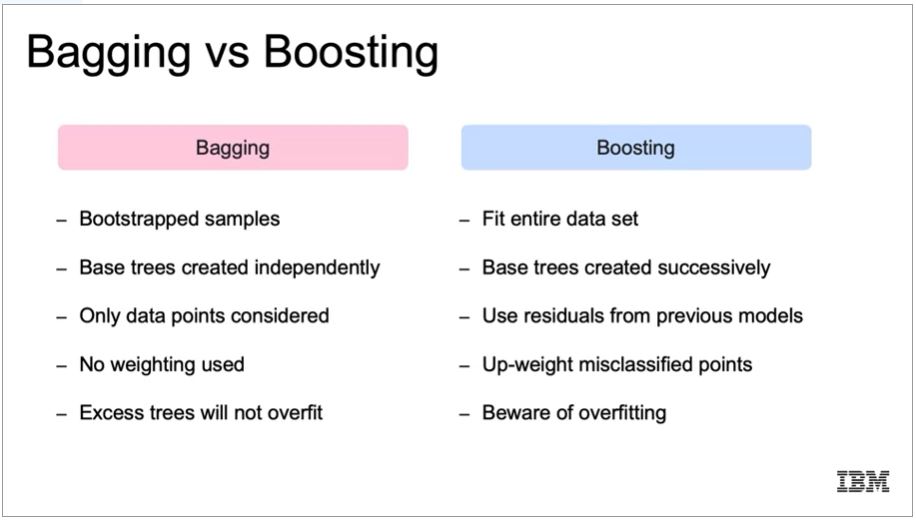 Bagging vs Boosting
Bagging
– Bootstrapped samples
– Base trees created independently
– Only data points considered
– No weighting used
– Excess trees will not overfit
Boosting
– Fit entire data set
– Base trees created successively
– Use residuals from previous models
– Up-weight misclassified points
– Beware of overfitting
IBM